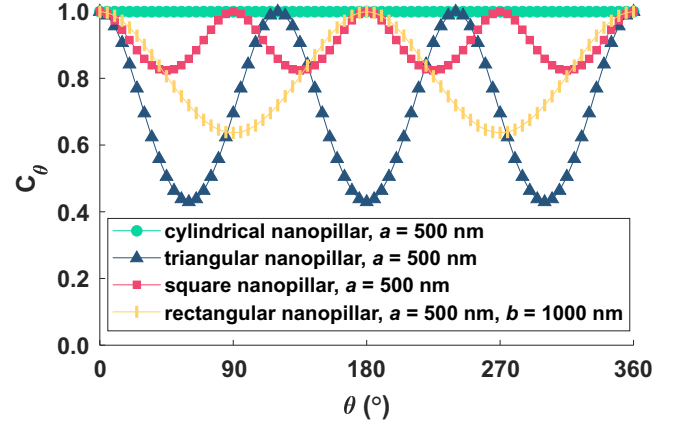 1.0
0.8
0.6
0.4
0.2
0.0
C_θ
cylindrical nanopillar, a = 500 nm
triangular nanopillar, a = 500 nm
square nanopillar, a = 500 nm
rectangular nanopillar, a = 500 nm, b = 1000 nm
0 90 180 270 360
θ (°)